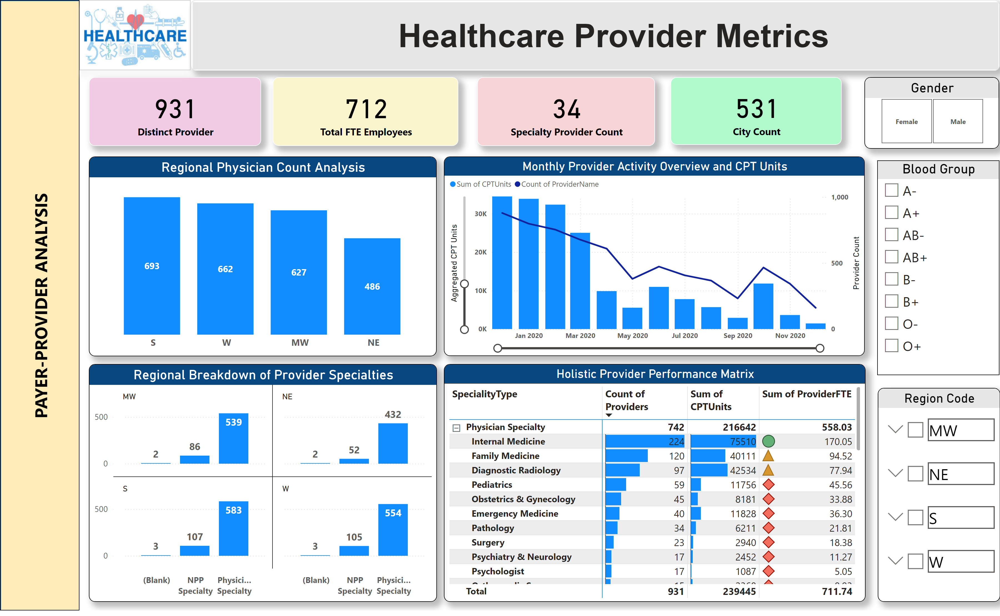 PAYER-PROVIDER ANALYSIS
HEALTHCARE
Healthcare Provider Metrics
931
Distinct Provider
712
Total FTE Employees
34
Specialty Provider Count
531
City Count
Gender
Female
Male
Regional Physician Count Analysis
693
662
627
486
S
W
MW
NE
Monthly Provider Activity Overview and CPT Units
Sum of CPTUnits
Count of ProviderName
Aggregated CPT Units
30K
20K
10K
0K
1,000
500
0
Provider Count
Jan 2020
Mar 2020
May 2020
Jul 2020
Sep 2020
Nov 2020
Blood Group
A-
A+
AB-
AB+
B-
B+
O-
O+
Regional Breakdown of Provider Specialties
MW
500
0
2
86
539
NE
2
52
432
S
500
0
3
107
583
W
3
105
554
(Blank)
NPP
Specialty
Physici...
Specialty
(Blank)
NPP
Specialty
Physici...
Specialty
Holistic Provider Performance Matrix
SpecialityType
Count of
Providers
Sum of
CPTUnits
Sum of ProviderFTE
Physician Specialty 742 216642 558.03
Internal Medicine 224 75510 170.05
Family Medicine 120 40111 94.52
Diagnostic Radiology 97 42534 77.94
Pediatrics 59 11756 45.56
Obstetrics & Gynecology 45 8181 33.88
Emergency Medicine 40 11828 36.30
Pathology 34 6211 21.81
Surgery 23 2940 18.38
Psychiatry & Neurology 17 2452 11.27
Psychologist 17 1087 5.05
Total 931 239445 711.74
Region Code
MW
NE
S
W